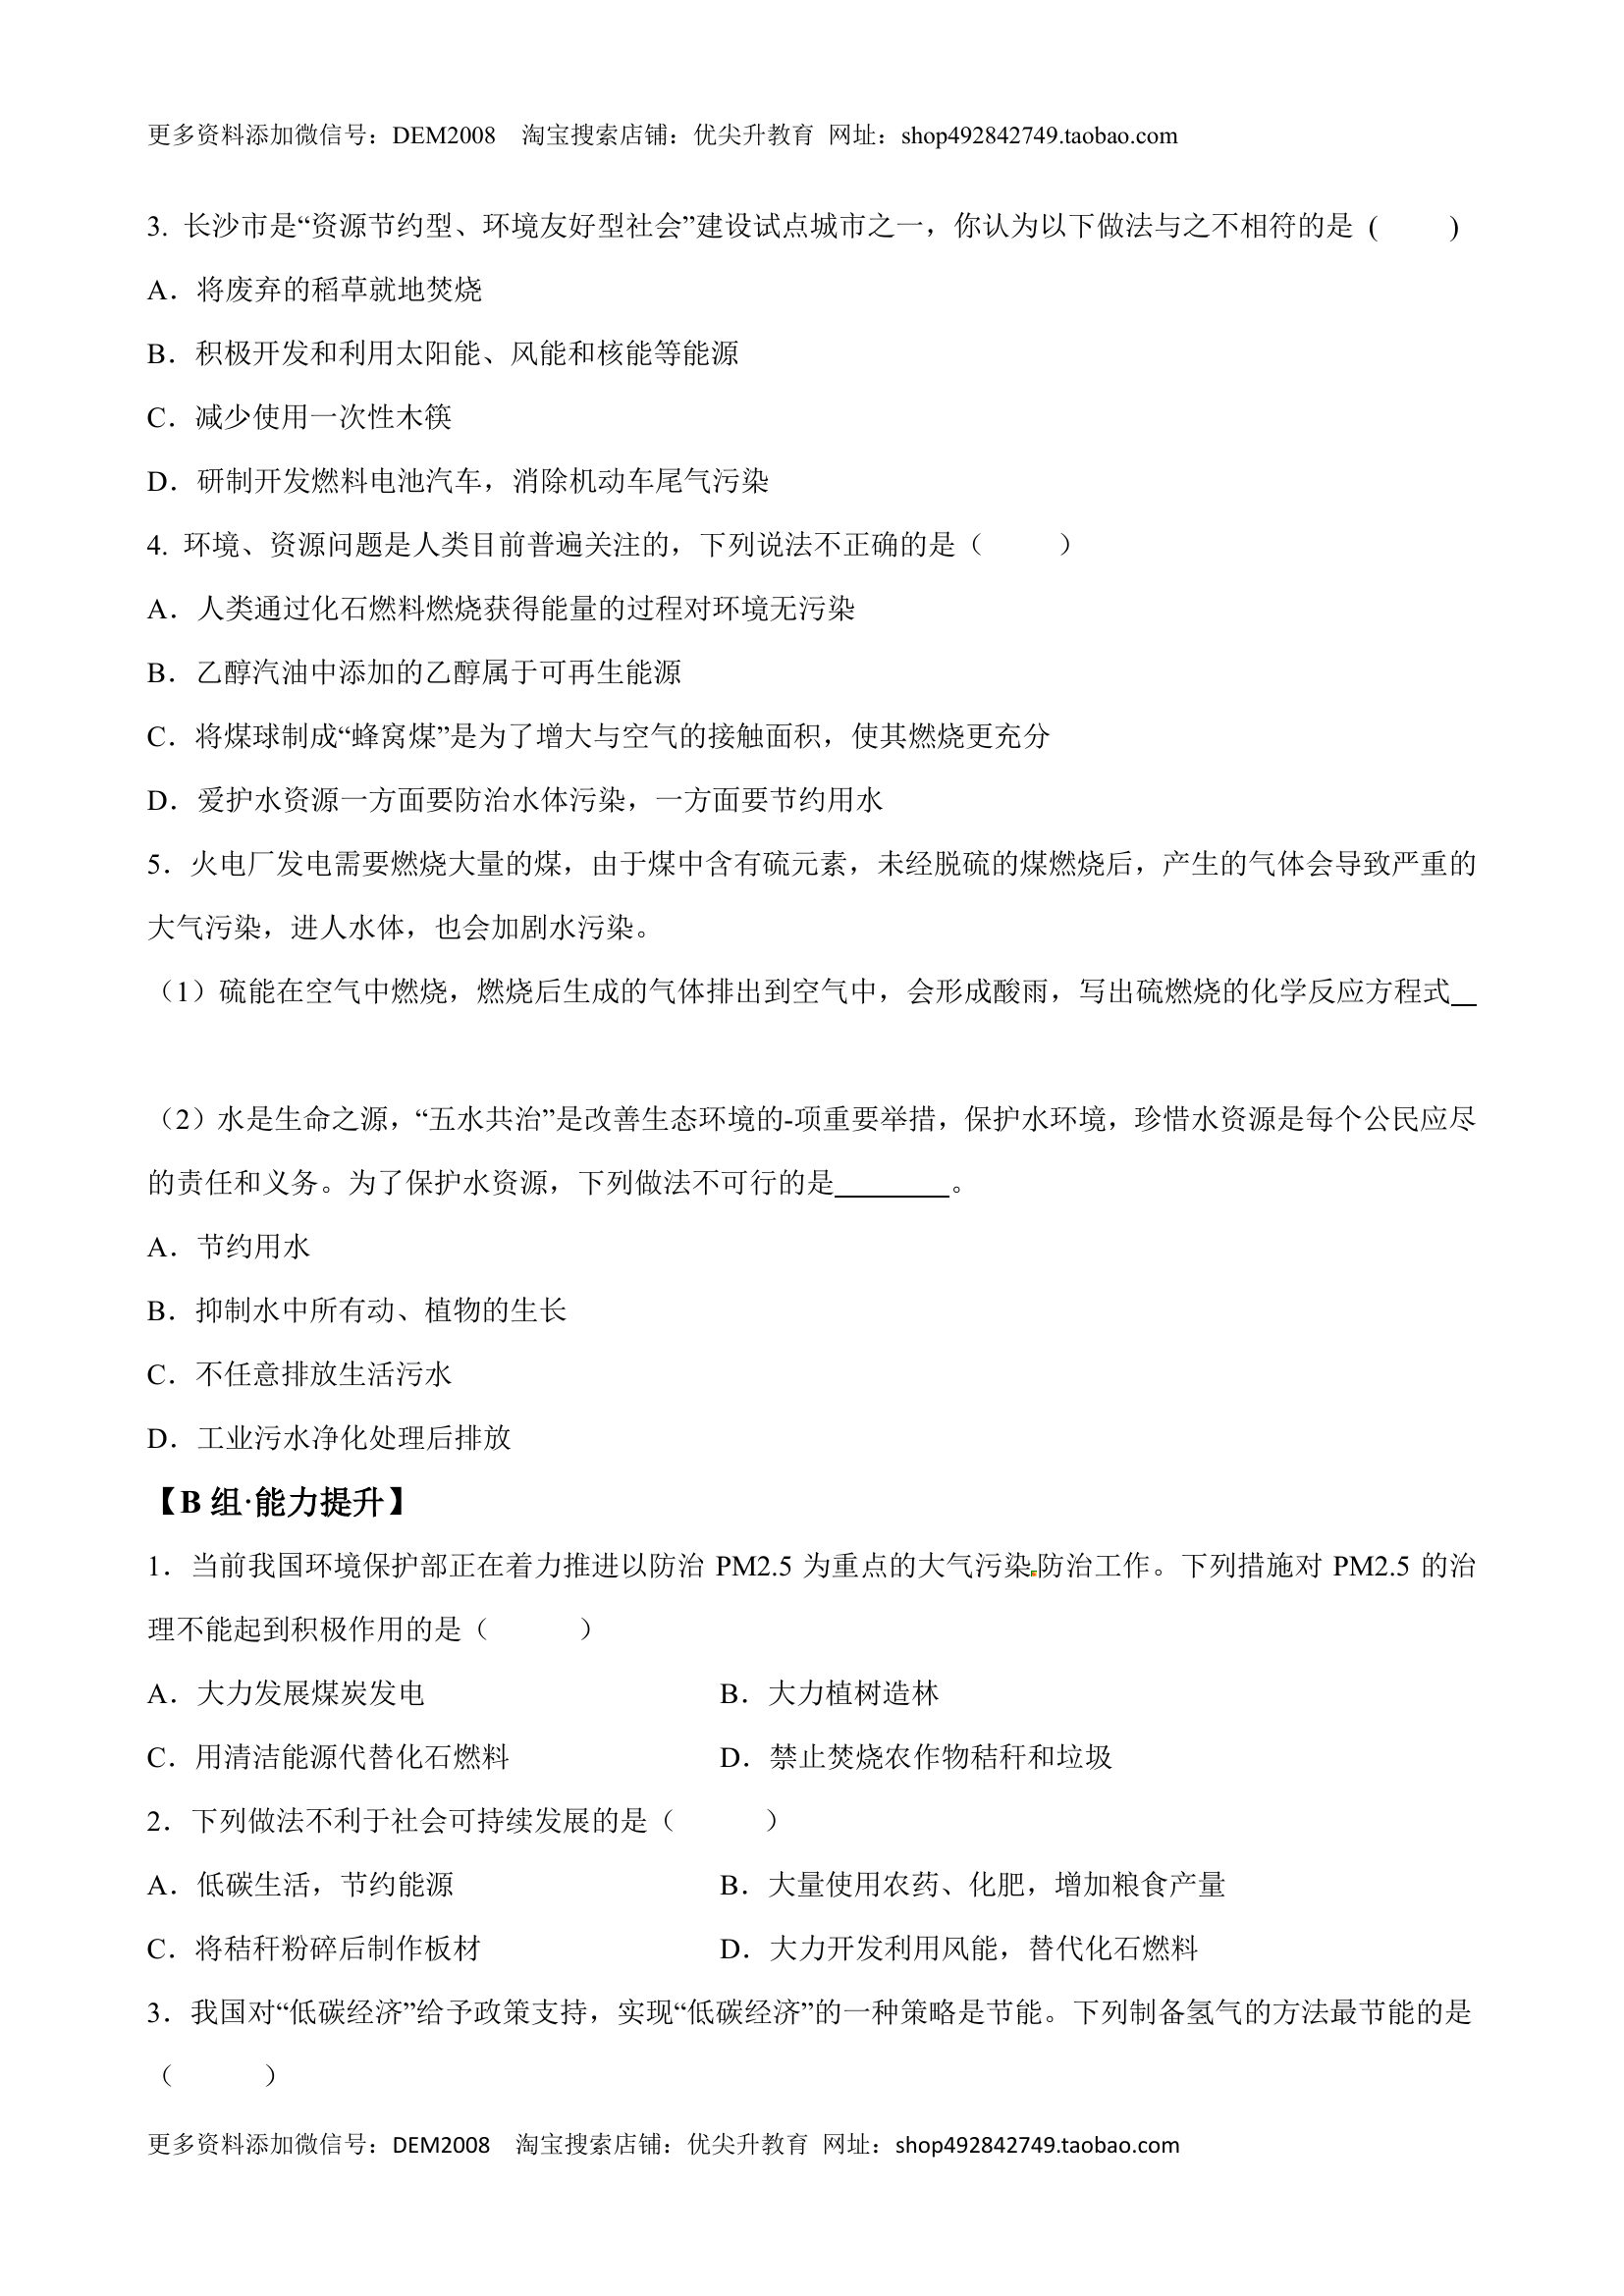 更多资料添加微信号：DEM2008　淘宝搜索店铺：优尖升教育 网址：shop492842749.taobao.com
3. 长沙市是“资源节约型、环境友好型社会”建设试点城市之一，你认为以下做法与之不相符的是 (　　)
A．将废弃的稻草就地焚烧
B．积极开发和利用太阳能、风能和核能等能源
C．减少使用一次性木筷
D．研制开发燃料电池汽车，消除机动车尾气污染
4. 环境、资源问题是人类目前普遍关注的，下列说法不正确的是（　　）
A．人类通过化石燃料燃烧获得能量的过程对环境无污染
B．乙醇汽油中添加的乙醇属于可再生能源
C．将煤球制成“蜂窝煤”是为了增大与空气的接触面积，使其燃烧更充分
D．爱护水资源一方面要防治水体污染，一方面要节约用水
5．火电厂发电需要燃烧大量的煤，由于煤中含有硫元素，未经脱硫的煤燃烧后，产生的气体会导致严重的
大气污染，进人水体，也会加剧水污染。
（1）硫能在空气中燃烧，燃烧后生成的气体排出到空气中，会形成酸雨，写出硫燃烧的化学反应方程式__
（2）水是生命之源，“五水共治”是改善生态环境的-项重要举措，保护水环境，珍惜水资源是每个公民应尽
的责任和义务。为了保护水资源，下列做法不可行的是________。
A．节约用水
B．抑制水中所有动、植物的生长
C．不任意排放生活污水
D．工业污水净化处理后排放
【B 组·能力提升】
1．当前我国环境保护部正在着力推进以防治 PM2.5 为重点的大气污染防治工作。下列措施对 PM2.5 的治
理不能起到积极作用的是（　　）
A．大力发展煤炭发电　　B．大力植树造林
C．用清洁能源代替化石燃料　　D．禁止焚烧农作物秸秆和垃圾
2．下列做法不利于社会可持续发展的是（　　）
A．低碳生活，节约能源　　B．大量使用农药、化肥，增加粮食产量
C．将秸秆粉碎后制作板材　　D．大力开发利用风能，替代化石燃料
3．我国对“低碳经济”给予政策支持，实现“低碳经济”的一种策略是节能。下列制备氢气的方法最节能的是
（　　）
更多资料添加微信号：DEM2008　淘宝搜索店铺：优尖升教育 网址：shop492842749.taobao.com